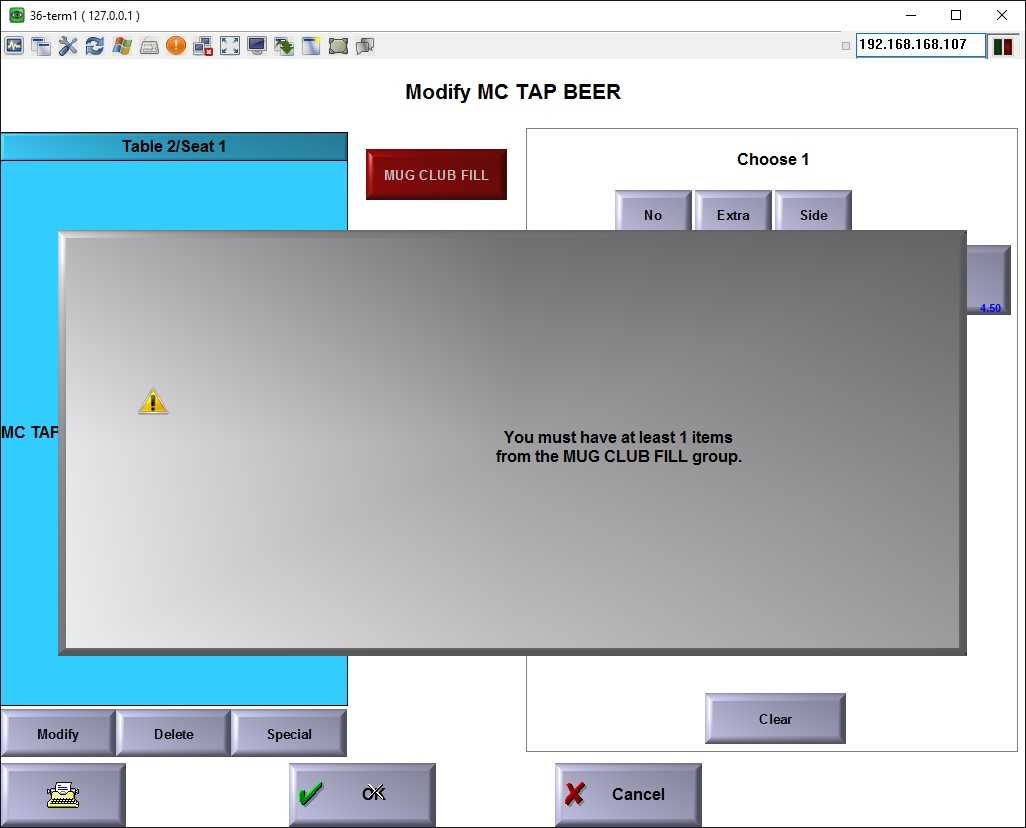 36-term1 ( 127.0.0.1 )
192.168.168.107
Modify MC TAP BEER
Table 2/Seat 1
MUG CLUB FILL
Choose 1
No
Extra
Side
4.50
MC TAP
You must have at least 1 items
from the MUG CLUB FILL group.
Clear
Modify
Delete
Special
OK
Cancel